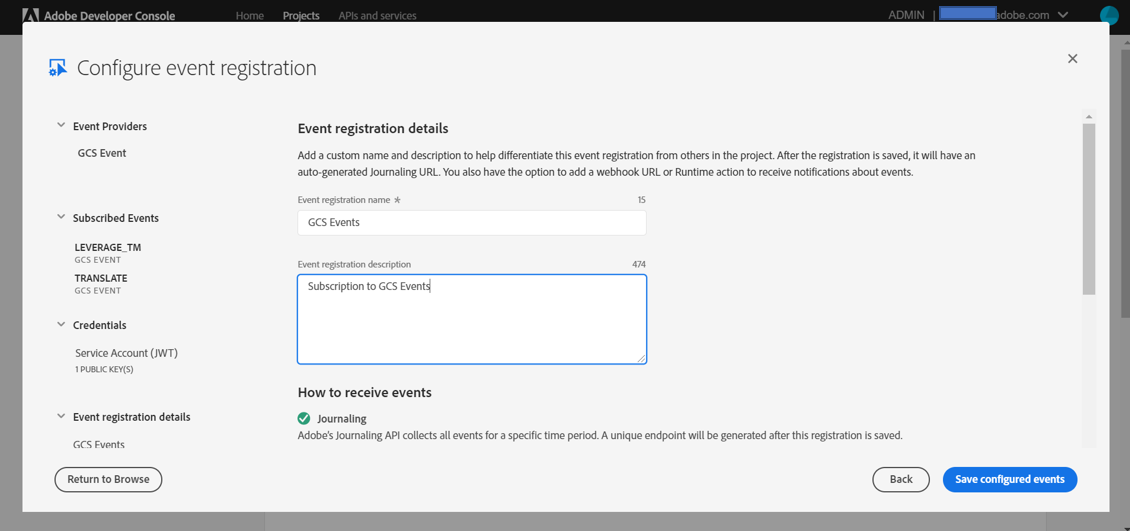 Adobe Developer Console
Home Projects APIs and services
ADMIN | adobe.com
Configure event registration
Event Providers
GCS Event
Subscribed Events
LEVERAGE_TM
GCS EVENT
TRANSLATE
GCS EVENT
Credentials
Service Account (JWT)
1 PUBLIC KEY(S)
Event registration details
GCS Events
Event registration details
Add a custom name and description to help differentiate this event registration from others in the project. After the registration is saved, it will have an
auto-generated Journaling URL. You also have the option to add a webhook URL or Runtime action to receive notifications about events.
Event registration name * 15
GCS Events
Event registration description 474
Subscription to GCS Events
How to receive events
Journaling
Adobe's Journaling API collects all events for a specific time period. A unique endpoint will be generated after this registration is saved.
Return to Browse
Back
Save configured events